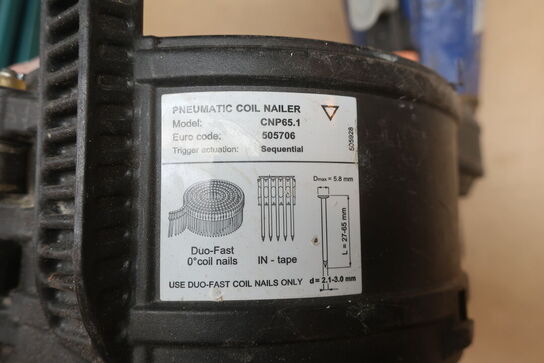 PNEUMATIC COIL NAILER
Model: CNP65.1
Euro code: 505706
Trigger actuation: Sequential
505928
Dmax = 5.8 mm
L = 27-65 mm
Duo-Fast
0°coil nails
IN - tape
USE DUO-FAST COIL NAILS ONLY
d = 2.1-3.0 mm